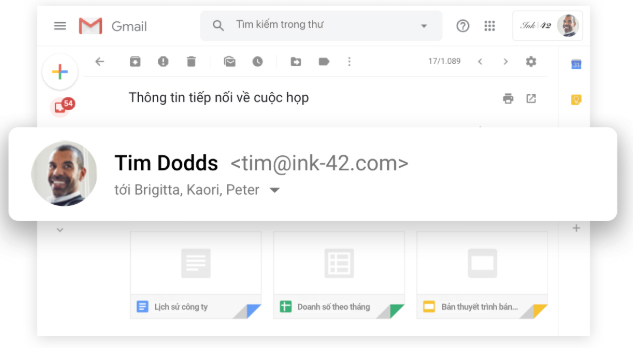 Gmail
Tìm kiếm trong thư
Ink 42
17/1.089
54
Thông tin tiếp nối về cuộc họp
Tim Dodds <tim@ink-42.com>
tới Brigitta, Kaori, Peter
Lịch sử công ty
Doanh số theo tháng
Bản thuyết trình bán...